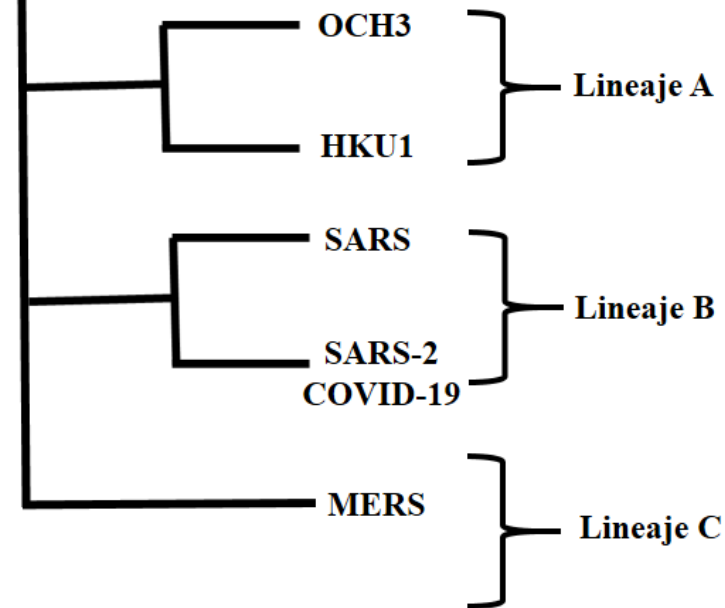 OCH3
Lineaje A
HKU1
SARS
Lineaje B
SARS-2
COVID-19
MERS
Lineaje C